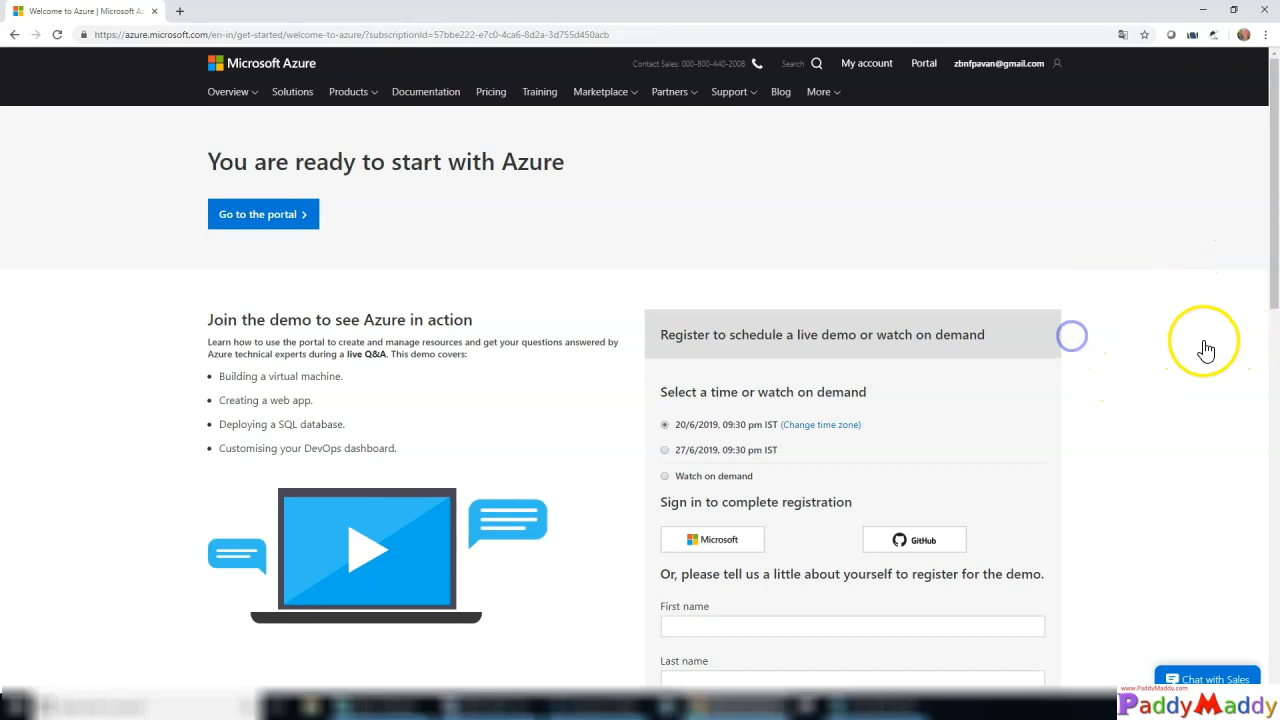 Welcome to Azure | Microsoft A
https://azure.microsoft.com/en-in/get-started/welcome-to-azure/?subscriptionId=57bbe222-e7c0-4ca6-8d2a-3d755d450acb
Microsoft Azure
Contact Sales: 000-800-440-2008
Search
My account
Portal
zbnfpavan@gmail.com
Overview
Solutions
Products
Documentation
Pricing
Training
Marketplace
Partners
Support
Blog
More
You are ready to start with Azure
Go to the portal
Join the demo to see Azure in action
Learn how to use the portal to create and manage resources and get your questions answered by
Azure technical experts during a live Q&A. This demo covers:
Building a virtual machine.
Creating a web app.
Deploying a SQL database.
Customising your DevOps dashboard.
Register to schedule a live demo or watch on demand
Select a time or watch on demand
20/6/2019, 09:30 pm IST (Change time zone)
27/6/2019, 09:30 pm IST
Watch on demand
Sign in to complete registration
Microsoft
GitHub
Or, please tell us a little about yourself to register for the demo.
First name
Last name
Chat with Sales
www.PaddyMaddy.com
PaddyMaddy